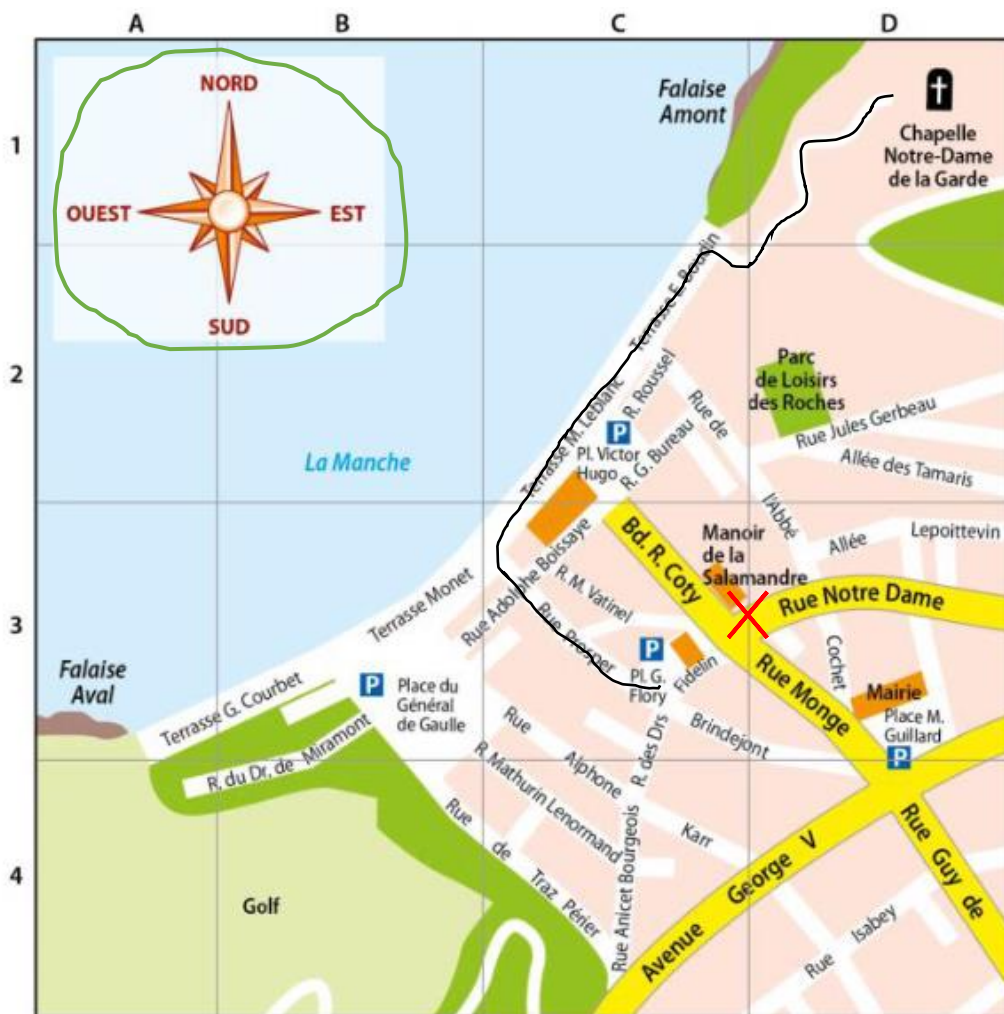 A B C D
1
2
3
4
NORD
OUEST
EST
SUD
Falaise
Amont
Chapelle
Notre-Dame
de la Garde
Terrasse E. Boudin
Parc
de Loisirs
des Roches
Terrasse M. Leblanc
R. Roussel
Rue de
l'Abbé
Cochet
Rue Jules Gerbeau
Allée des Tamaris
La Manche
P
Pl. Victor
Hugo
R. G. Bureau
Bd. R. Coty
Manoir
de la
Salamandre
Allée
Lepoittevin
Rue Notre Dame
Terrasse Monet
Rue Adolphe Boissaye
R. M. Vatinel
Rue Prosper
P
Pl. G.
Flory
Fidelin
Rue Monge
Mairie
Place M.
Guillard
P
Falaise
Aval
Terrasse G. Courbet
P
Place du
Général
de Gaulle
R. du Dr, de Miramont
Rue
Alphone
Karr
R. des Drs
Brindejont
R. Mathurin Lenormand
Rue
de
Traz Périer
Rue Anicet Bourgeois
Avenue George V
Rue Guy de
Rue Isabey
Golf